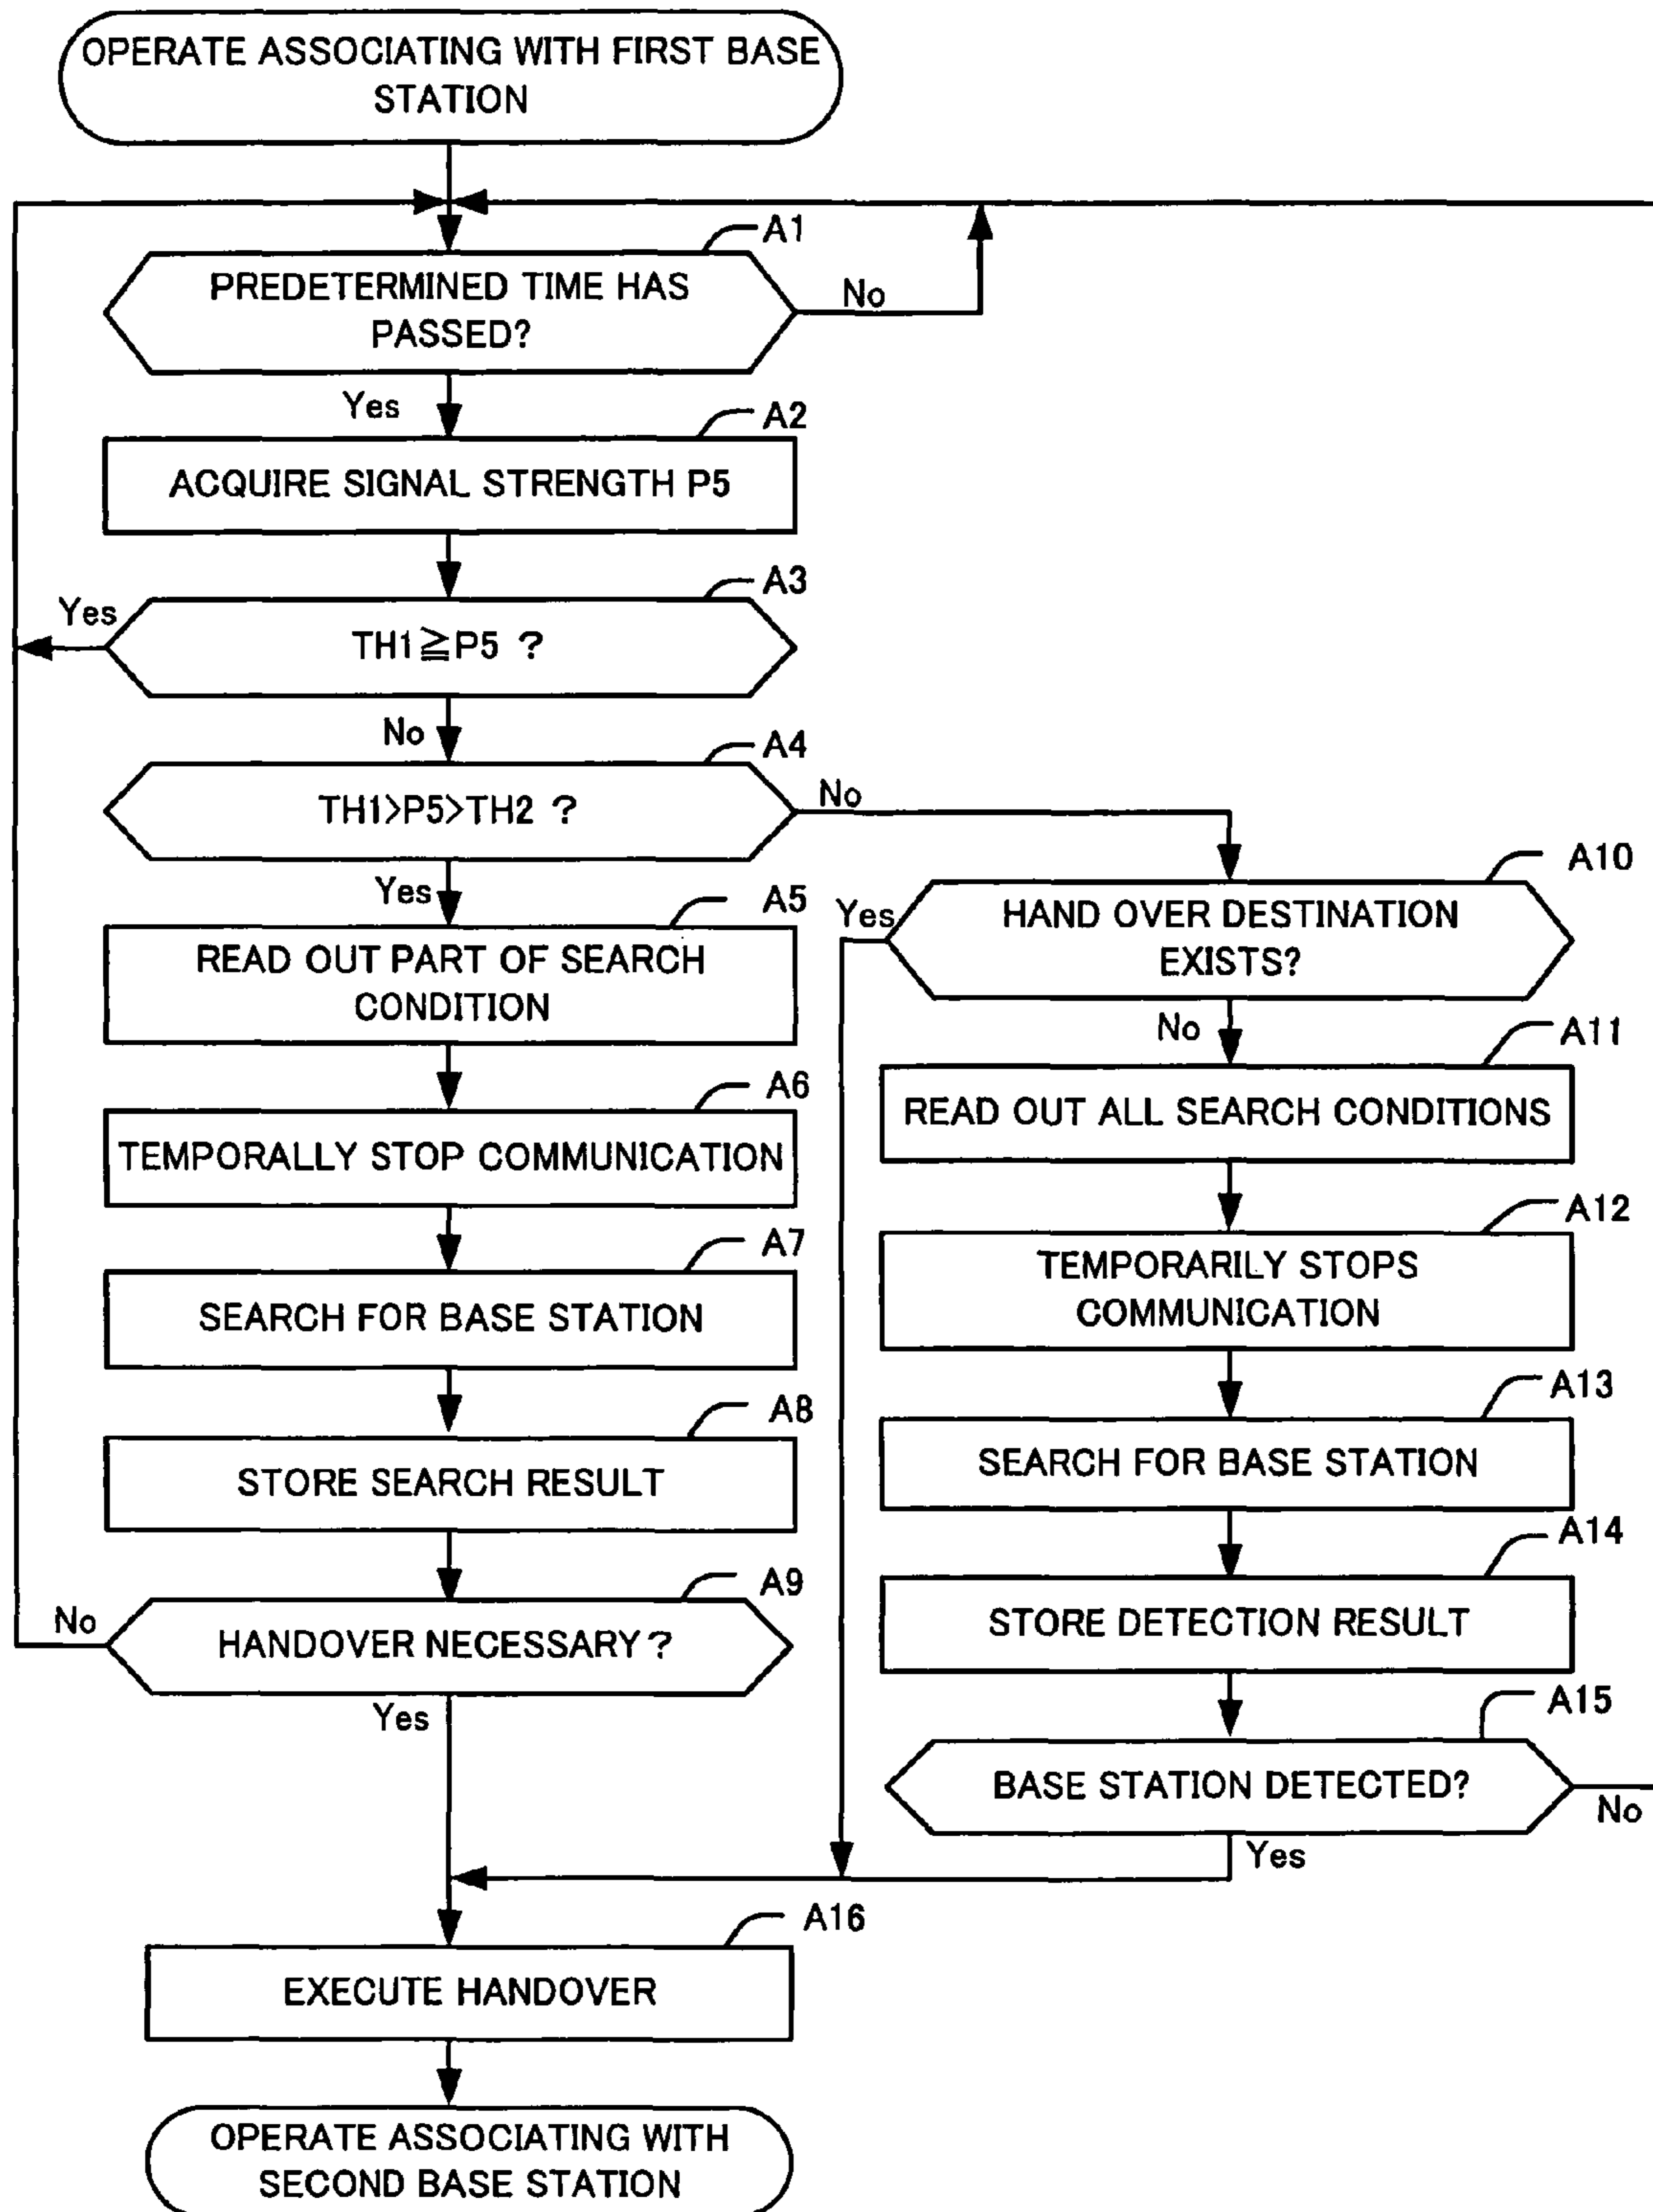 OPERATE ASSOCIATING WITH FIRST BASE
STATION
A1
PREDETERMINED TIME HAS
PASSED?
No
Yes
A2
ACQUIRE SIGNAL STRENGTH P5
A3
Yes
TH1≧P5 ?
No
A4
TH1>P5>TH2 ?
No
Yes
A5
READ OUT PART OF SEARCH
CONDITION
A6
TEMPORALLY STOP COMMUNICATION
A7
SEARCH FOR BASE STATION
A8
STORE SEARCH RESULT
A9
No
HANDOVER NECESSARY?
Yes
A10
Yes
HAND OVER DESTINATION
EXISTS?
No
A11
READ OUT ALL SEARCH CONDITIONS
A12
TEMPORARILY STOPS
COMMUNICATION
A13
SEARCH FOR BASE STATION
A14
STORE DETECTION RESULT
A15
BASE STATION DETECTED?
No
Yes
A16
EXECUTE HANDOVER
OPERATE ASSOCIATING WITH
SECOND BASE STATION